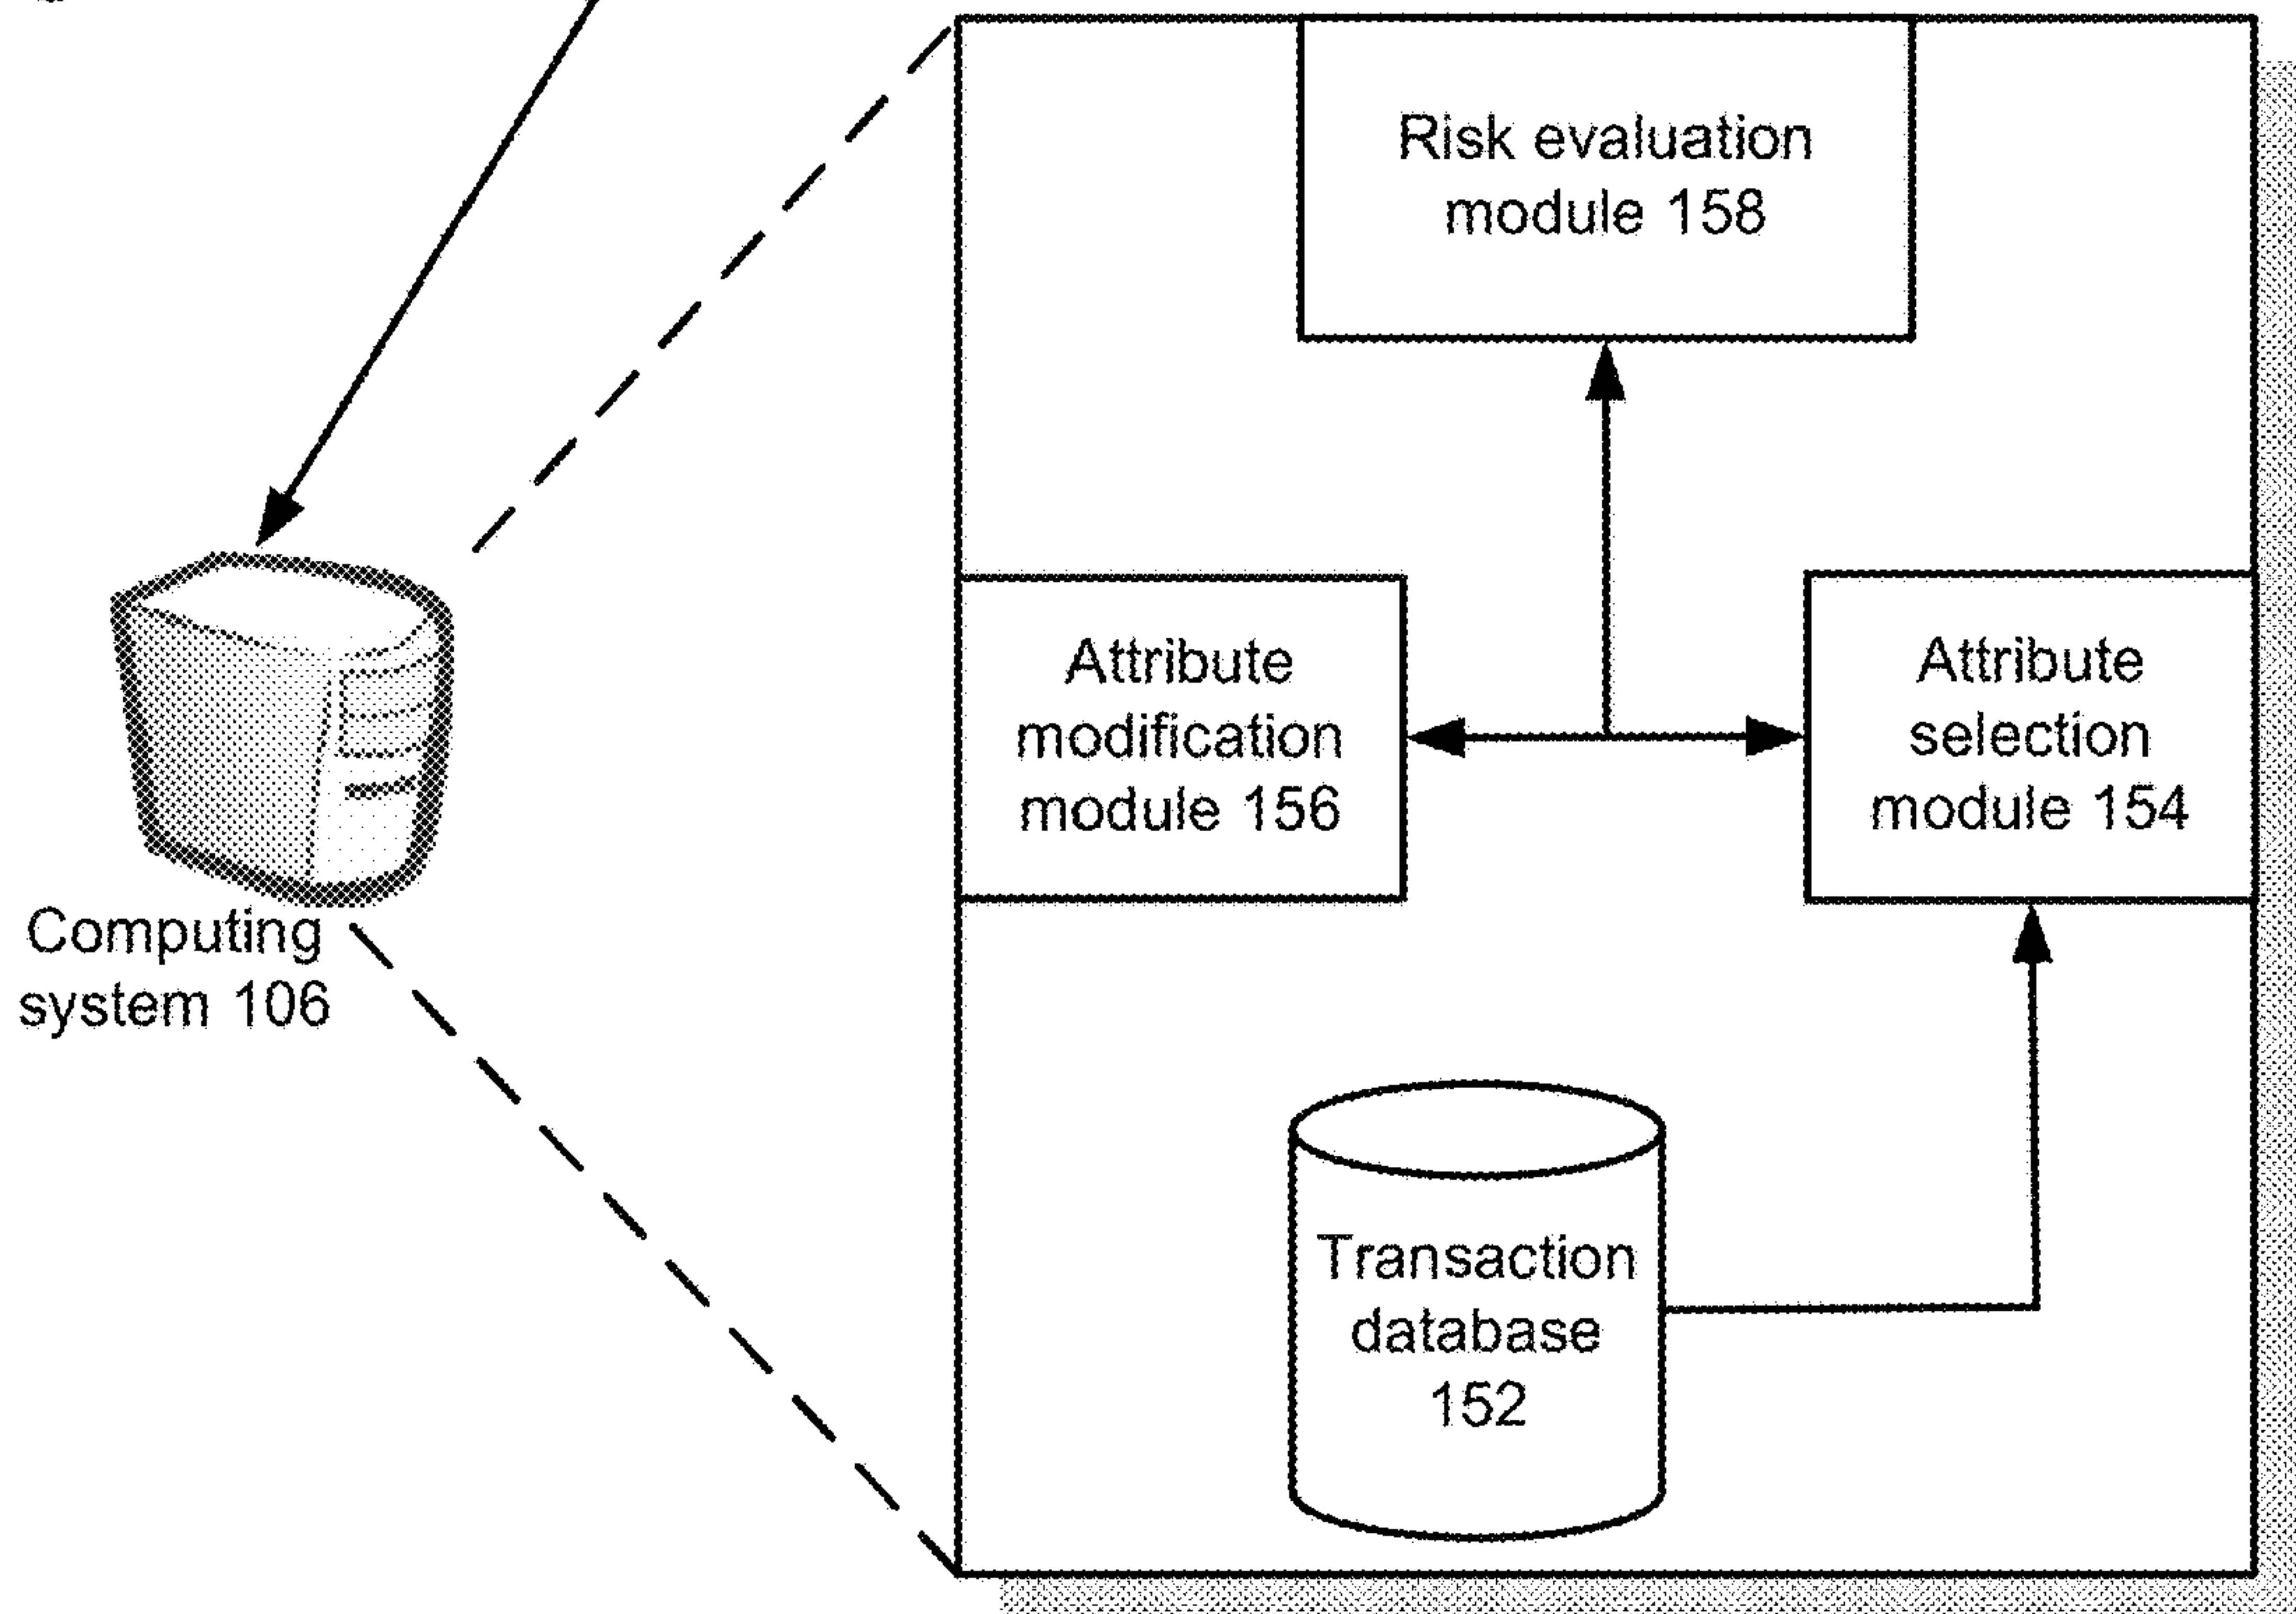 Risk evaluation
module 158
Attribute
modification
module 156
Attribute
selection
module 154
Computing
system 106
Transaction
database
152